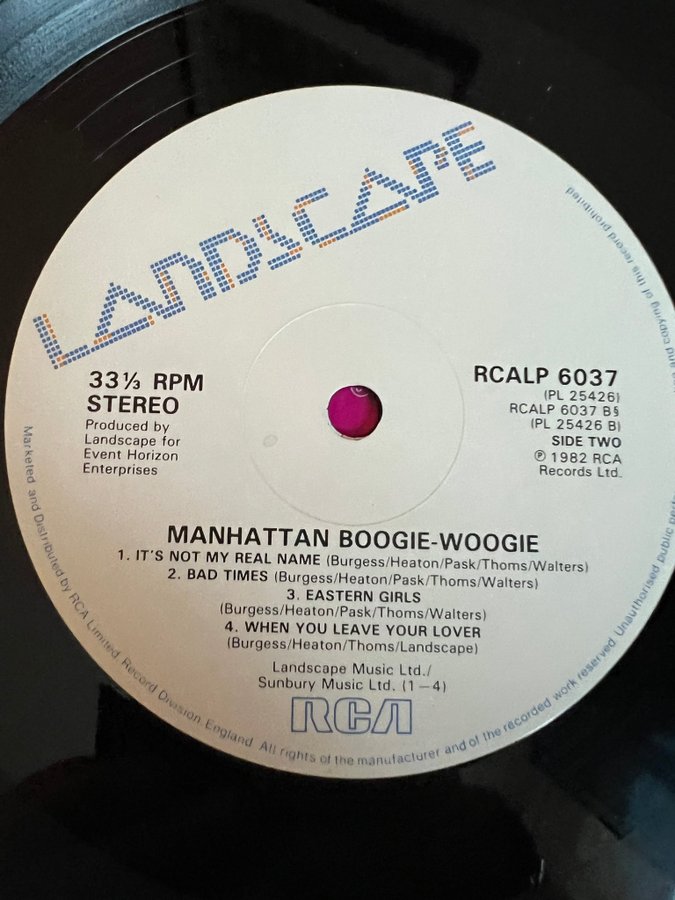 LANDSCAPE
33⅓ RPM
STEREO
Produced by
Landscape for
Event Horizon
Enterprises
RCALP 6037
(PL 25426)
RCALP 6037 B§
(PL 25426 B)
SIDE TWO
℗ 1982 RCA
Records Ltd.
MANHATTAN BOOGIE-WOOGIE
1. IT'S NOT MY REAL NAME (Burgess/Heaton/Pask/Thoms/Walters)
2. BAD TIMES (Burgess/Heaton/Pask/Thoms/Walters)
3. EASTERN GIRLS
(Burgess/Heaton/Pask/Thoms/Walters)
4. WHEN YOU LEAVE YOUR LOVER
(Burgess/Heaton/Thoms/Landscape)
Landscape Music Ltd./
Sunbury Music Ltd. (1–4)
RCA
Marketed and Distributed by RCA Limited Record Division England. All rights of the manufacturer and of the recorded work reserved. Unauthorised public and copying of this record prohibited